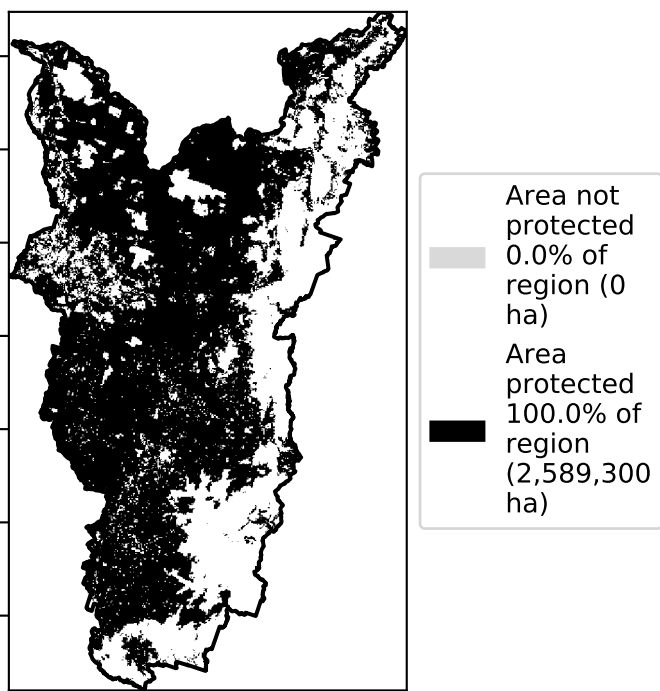 Area not
protected
0.0% of
region (0
ha)
Area
protected
100.0% of
region
(2,589,300
ha)